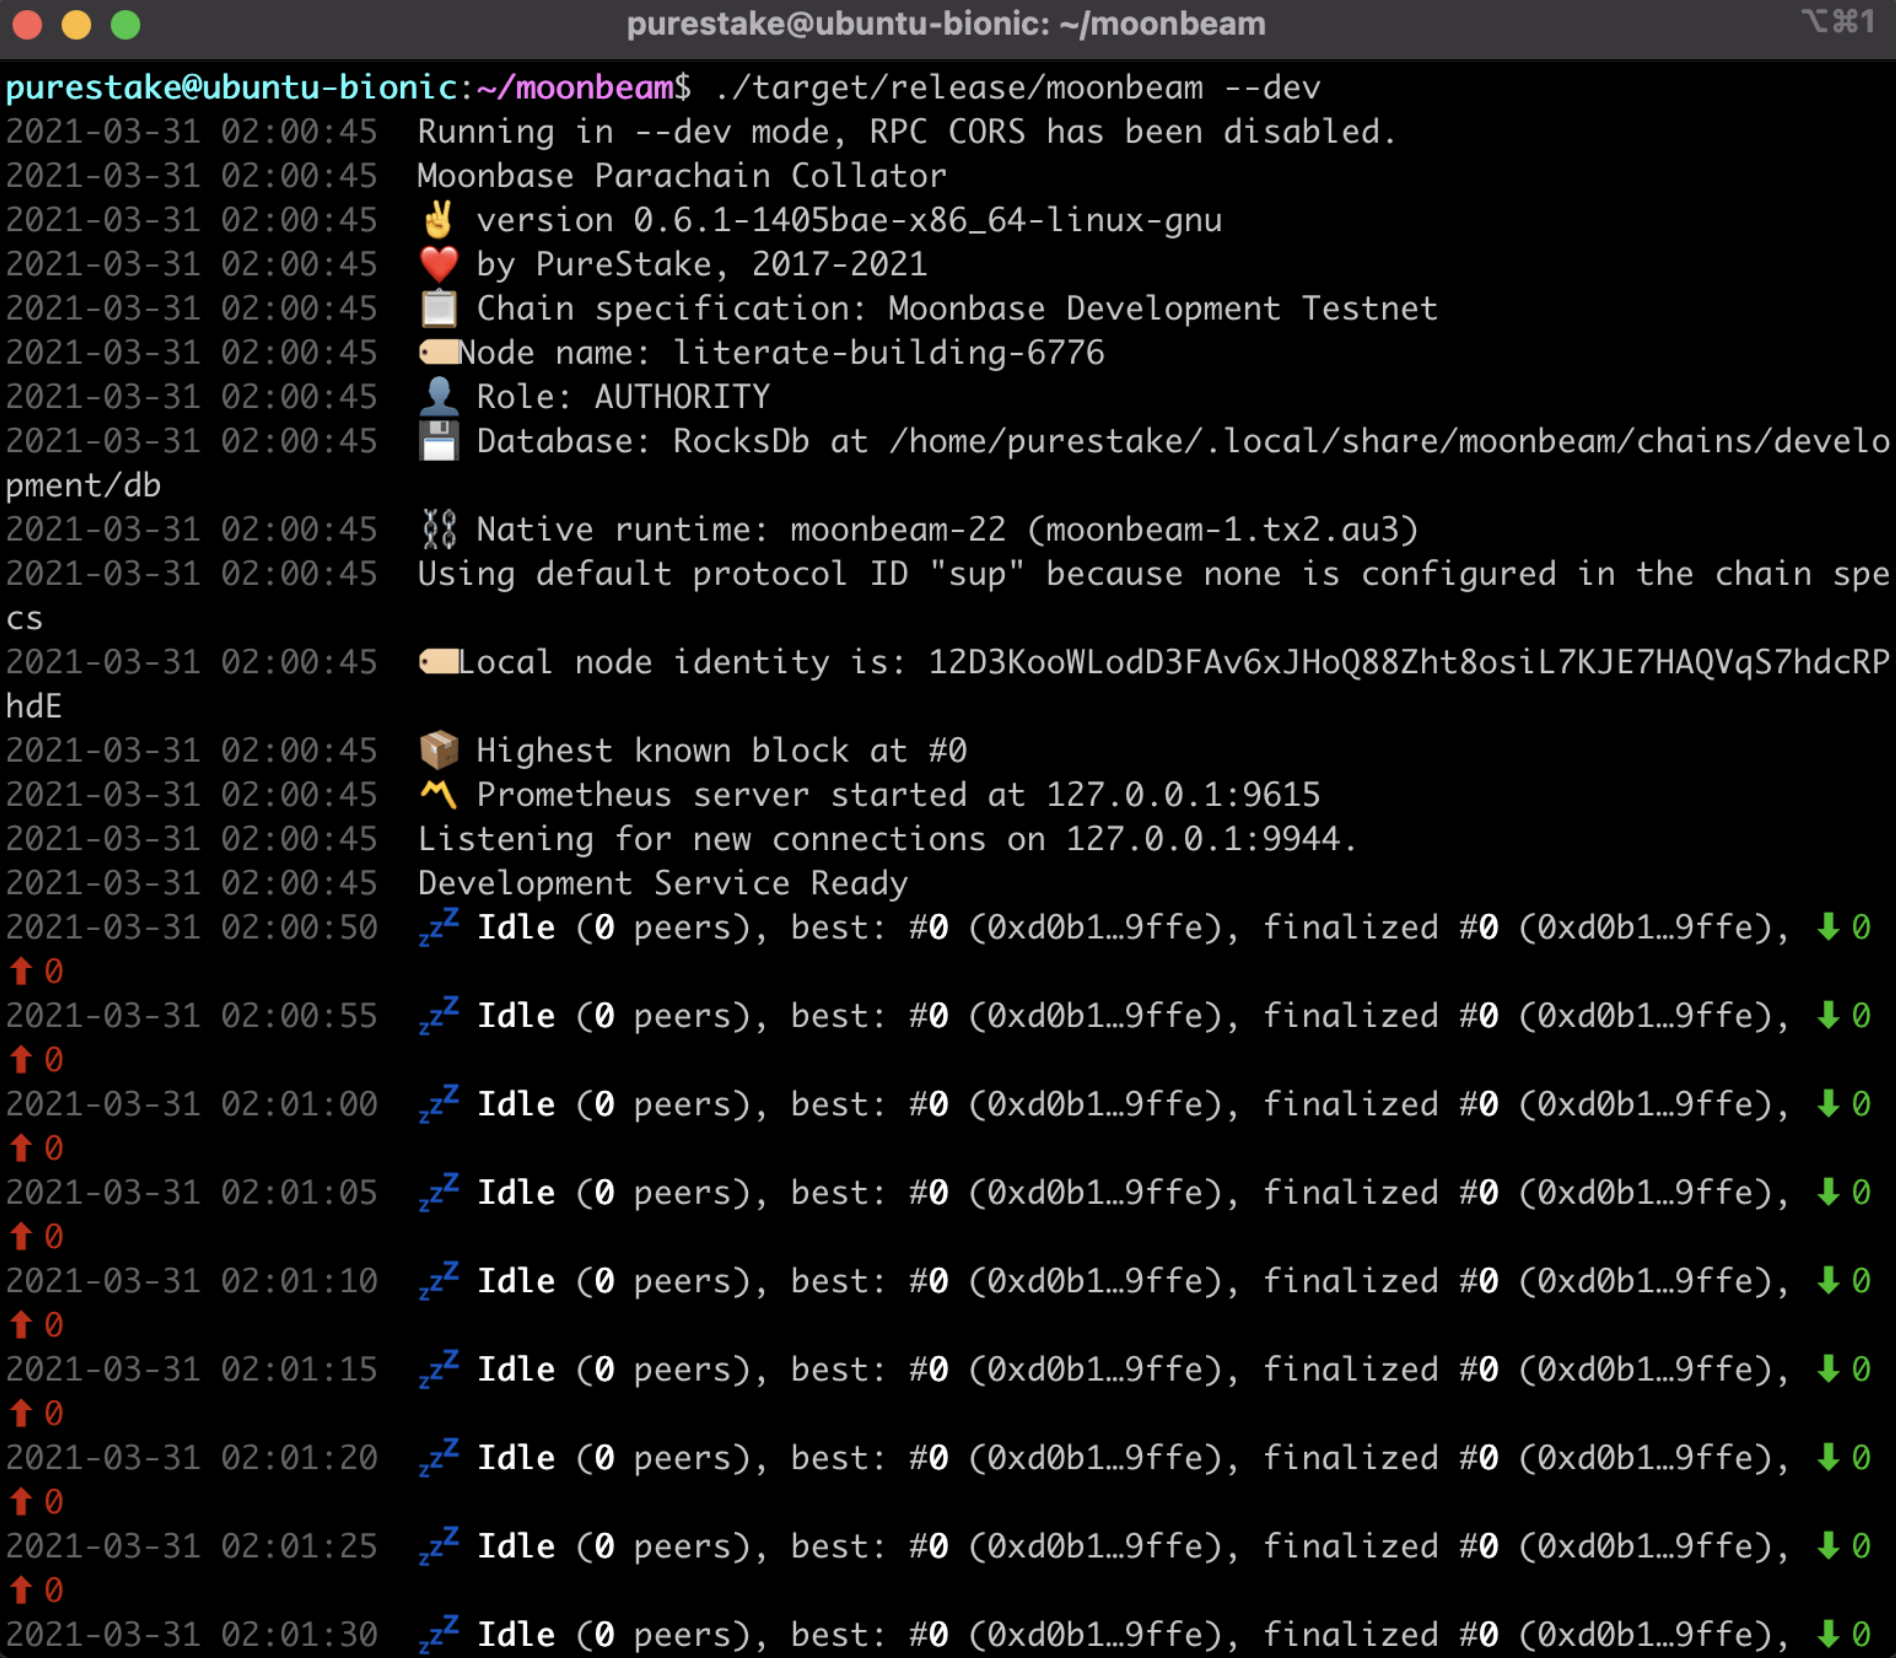 purestake@ubuntu-bionic: ~/moonbeam
⌥⌘1
purestake@ubuntu-bionic:~/moonbeam$ ./target/release/moonbeam --dev
2021-03-31 02:00:45 Running in --dev mode, RPC CORS has been disabled.
2021-03-31 02:00:45 Moonbase Parachain Collator
2021-03-31 02:00:45 ✌️ version 0.6.1-1405bae-x86_64-linux-gnu
2021-03-31 02:00:45 ❤️ by PureStake, 2017-2021
2021-03-31 02:00:45 📋 Chain specification: Moonbase Development Testnet
2021-03-31 02:00:45 🏷Node name: literate-building-6776
2021-03-31 02:00:45 👤 Role: AUTHORITY
2021-03-31 02:00:45 💾 Database: RocksDb at /home/purestake/.local/share/moonbeam/chains/develo
pment/db
2021-03-31 02:00:45 ⛓ Native runtime: moonbeam-22 (moonbeam-1.tx2.au3)
2021-03-31 02:00:45 Using default protocol ID "sup" because none is configured in the chain spe
cs
2021-03-31 02:00:45 🏷Local node identity is: 12D3KooWLodD3FAv6xJHoQ88Zht8osiL7KJE7HAQVqS7hdcRP
hdE
2021-03-31 02:00:45 📦 Highest known block at #0
2021-03-31 02:00:45 〽️ Prometheus server started at 127.0.0.1:9615
2021-03-31 02:00:45 Listening for new connections on 127.0.0.1:9944.
2021-03-31 02:00:45 Development Service Ready
2021-03-31 02:00:50 💤 Idle (0 peers), best: #0 (0xd0b1…9ffe), finalized #0 (0xd0b1…9ffe), ⬇ 0
⬆ 0
2021-03-31 02:00:55 💤 Idle (0 peers), best: #0 (0xd0b1…9ffe), finalized #0 (0xd0b1…9ffe), ⬇ 0
⬆ 0
2021-03-31 02:01:00 💤 Idle (0 peers), best: #0 (0xd0b1…9ffe), finalized #0 (0xd0b1…9ffe), ⬇ 0
⬆ 0
2021-03-31 02:01:05 💤 Idle (0 peers), best: #0 (0xd0b1…9ffe), finalized #0 (0xd0b1…9ffe), ⬇ 0
⬆ 0
2021-03-31 02:01:10 💤 Idle (0 peers), best: #0 (0xd0b1…9ffe), finalized #0 (0xd0b1…9ffe), ⬇ 0
⬆ 0
2021-03-31 02:01:15 💤 Idle (0 peers), best: #0 (0xd0b1…9ffe), finalized #0 (0xd0b1…9ffe), ⬇ 0
⬆ 0
2021-03-31 02:01:20 💤 Idle (0 peers), best: #0 (0xd0b1…9ffe), finalized #0 (0xd0b1…9ffe), ⬇ 0
⬆ 0
2021-03-31 02:01:25 💤 Idle (0 peers), best: #0 (0xd0b1…9ffe), finalized #0 (0xd0b1…9ffe), ⬇ 0
⬆ 0
2021-03-31 02:01:30 💤 Idle (0 peers), best: #0 (0xd0b1…9ffe), finalized #0 (0xd0b1…9ffe), ⬇ 0